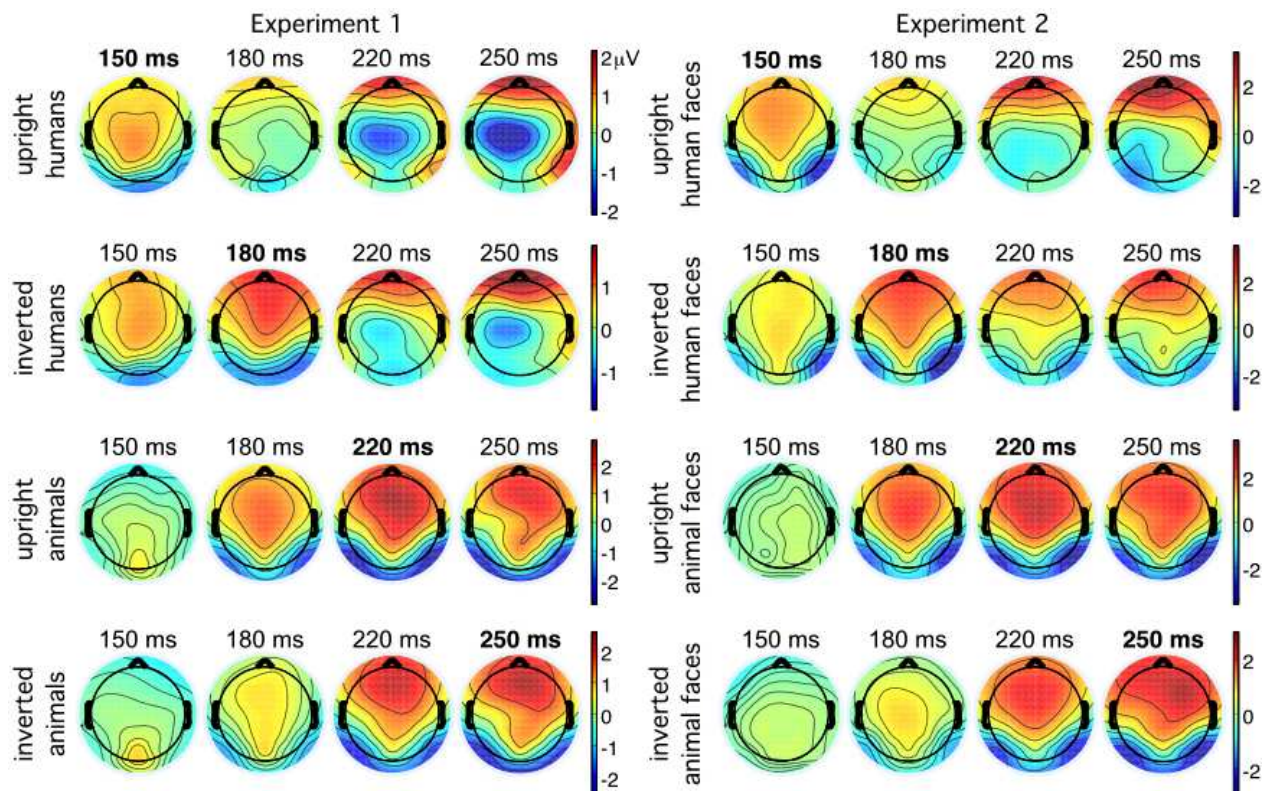 Experiment 1
Experiment 2
upright humans
150 ms 180 ms 220 ms 250 ms
2μV
1
0
-1
-2
upright human faces
150 ms 180 ms 220 ms 250 ms
2
0
-2
inverted humans
150 ms 180 ms 220 ms 250 ms
1
0
-1
inverted human faces
150 ms 180 ms 220 ms 250 ms
2
0
-2
upright animals
150 ms 180 ms 220 ms 250 ms
2
1
0
-1
-2
upright animal faces
150 ms 180 ms 220 ms 250 ms
2
0
-2
inverted animals
150 ms 180 ms 220 ms 250 ms
2
1
0
-1
-2
inverted animal faces
150 ms 180 ms 220 ms 250 ms
2
0
-2